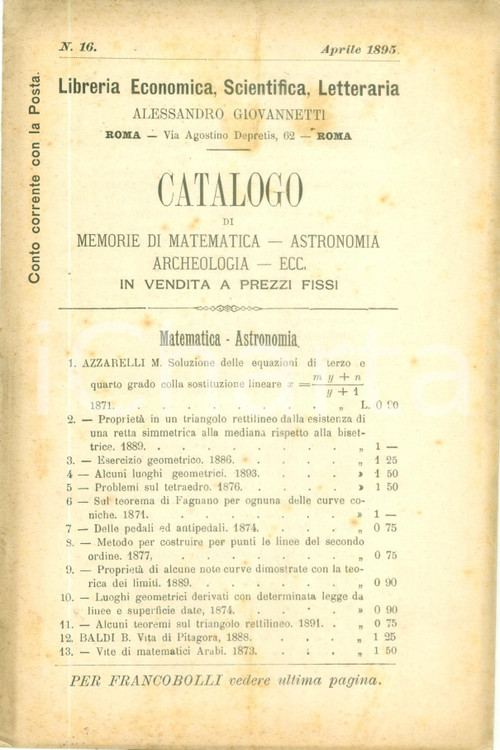 N. 16. Aprile 1895.
Libreria Economica, Scientifica, Letteraria
ALESSANDRO GIOVANNETTI
ROMA — Via Agostino Depretis, 62 — ROMA
CATALOGO
DI
MEMORIE DI MATEMATICA — ASTRONOMIA
ARCHEOLOGIA — ECC.
IN VENDITA A PREZZI FISSI
Matematica - Astronomia
1. AZZARELLI M. Soluzione delle equazioni di terzo e
quarto grado colla sostituzione lineare x = (m y + n) / (y + 1)
1871. . . . . . . . . . „ L. 0 90
2. — Proprietà in un triangolo rettilineo dalla esistenza di
una retta simmetrica alla mediana rispetto alla biset-
trice. 1889. . . . . . . . . „ 1 —
3. — Esercizio geometrico. 1886. . . . . „ 1 25
4 — Alcuni luoghi geometrici. 1893. . . . » 1 50
5 — Problemi sul tetraedro. 1876. . . . . » 1 50
6 — Sul teorema di Fagnano per ognuna delle curve co-
niche. 1871. . . . . . . . . » 1 —
7 — Delle pedali ed antipedali. 1874. . . . „ 0 75
8. — Metodo per costruire per punti le linee del secondo
ordine. 1877, . . . . . . . „ 0 75
9. — Proprietà di alcune note curve dimostrate con la teo-
rica dei limiti. 1889. . . . . . . „ 0 90
10. — Luoghi geometrici derivati con determinata legge da
linee e superficie date, 1874. . . . . » 0 90
11. — Alcuni teoremi sul triangolo rettilineo. 1891. . „ 0 75
12. BALDI B. Vita di Pitagora, 1888. . . . „ 1 25
13. — Vite di matematici Arabi. 1873. . . . » 1 50
PER FRANCOBOLLI vedere ultima pagina.
Conto corrente con la Posta.